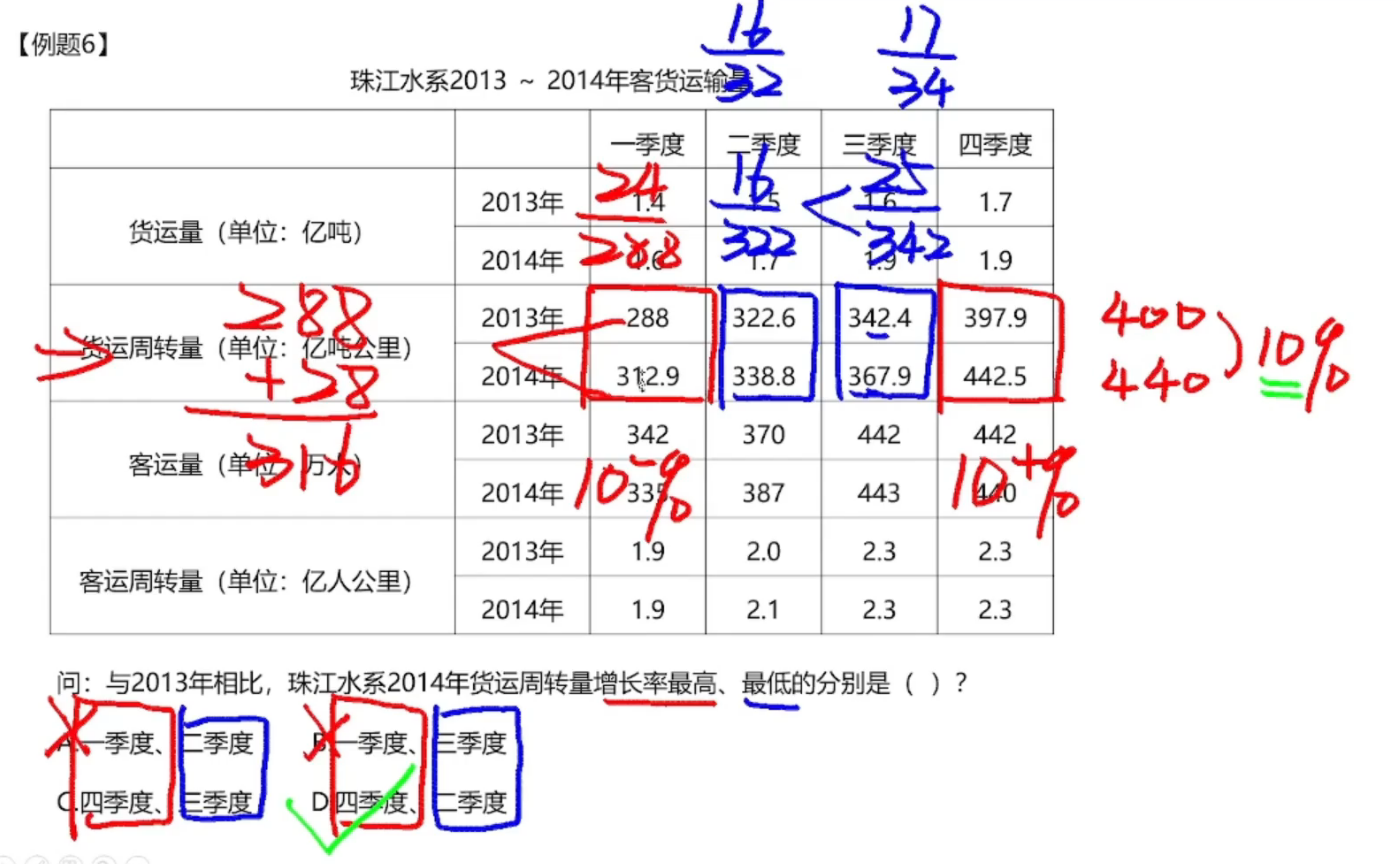 16/32 17/34
【例题6】
珠江水系2013 ~ 2014年客货运输量
一季度 二季度 三季度 四季度
货运量（单位：亿吨） 2013年 1.4 1.5 1.6 1.7
2014年 1.6 1.7 1.9 1.9
24/288 16/322 25/342
货运周转量（单位：亿吨公里） 2013年 288 322.6 342.4 397.9
2014年 312.9 338.8 367.9 442.5
288
+28
316
400
440
10%
客运量（单位：万人） 2013年 342 370 442 442
2014年 335 387 443 440
10⁻% 10⁺%
客运周转量（单位：亿人公里） 2013年 1.9 2.0 2.3 2.3
2014年 1.9 2.1 2.3 2.3
问：与2013年相比，珠江水系2014年货运周转量增长率最高、最低的分别是（ ）？
A.一季度、二季度 B.一季度、三季度
C.四季度、三季度 D.四季度、二季度